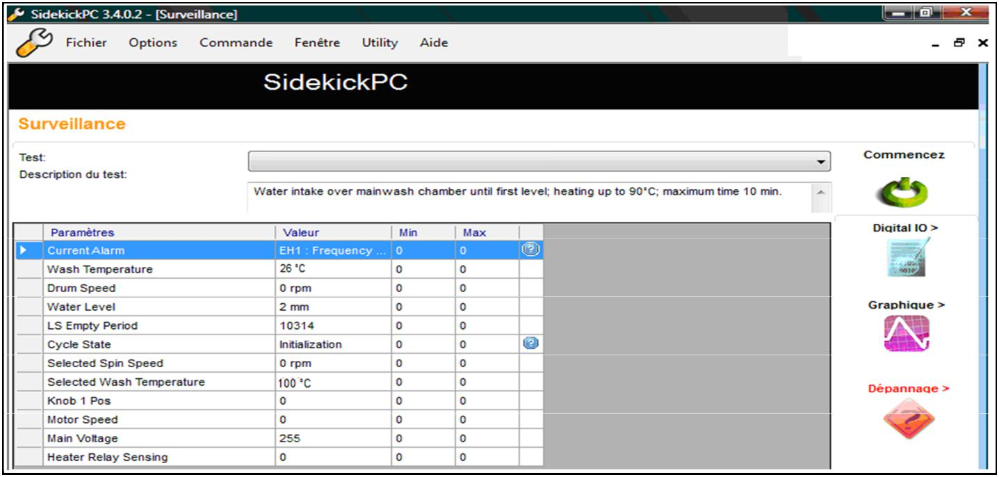 SidekickPC 3.4.0.2 - [Surveillance]
Fichier Options Commande Fenêtre Utility Aide
SidekickPC
Surveillance
Test:
Description du test:
Water intake over mainwash chamber until first level; heating up to 90°C; maximum time 10 min.
Commencez
Digital IO >
Graphique >
Dépannage >
Paramètres Valeur Min Max
Current Alarm EH1 : Frequency ... 0 0
Wash Temperature 26 °C 0 0
Drum Speed 0 rpm 0 0
Water Level 2 mm 0 0
LS Empty Period 10314 0 0
Cycle State Initialization 0 0
Selected Spin Speed 0 rpm 0 0
Selected Wash Temperature 100 °C 0 0
Knob 1 Pos 0 0 0
Motor Speed 0 0 0
Main Voltage 255 0 0
Heater Relay Sensing 0 0 0